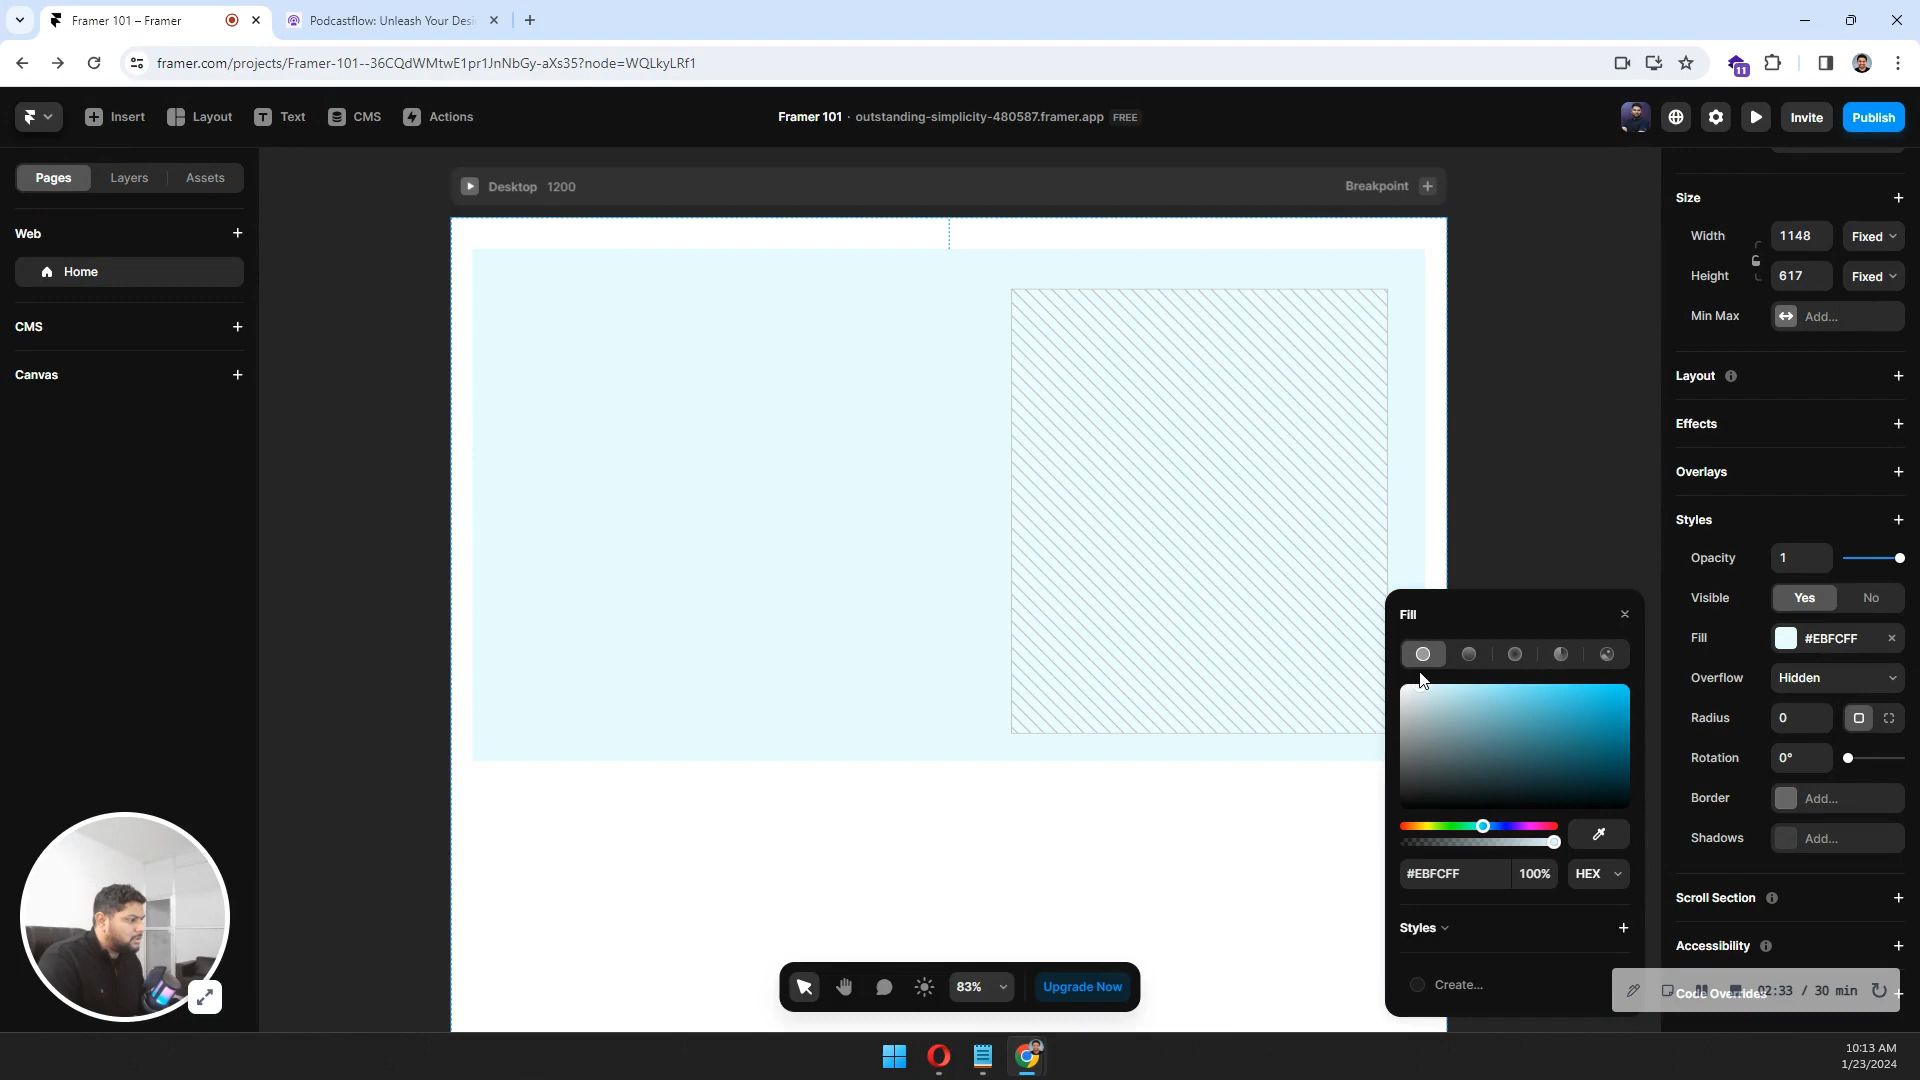 Framer 101 – Framer
Podcastflow: Unleash Your Desi
framer.com/projects/Framer-101--36CQdWMtwE1pr1JnNbGy-aXs35?node=WQLkyLRf1
11
Insert
Layout
Text
CMS
Actions
Framer 101 · outstanding-simplicity-480587.framer.app FREE
Invite
Publish
Pages
Layers
Assets
Web
Home
CMS
Canvas
Desktop 1200
Breakpoint
Size
Width 1148 Fixed
Height 617 Fixed
Min Max Add...
Layout
Effects
Overlays
Styles
Opacity 1
Visible Yes No
Fill #EBFCFF
Overflow Hidden
Radius 0
Rotation 0°
Border Add...
Shadows Add...
Scroll Section
Accessibility
Code Overrides
02:33 / 30 min
Fill
#EBFCFF 100% HEX
Styles
Create...
83%
Upgrade Now
10:13 AM
1/23/2024